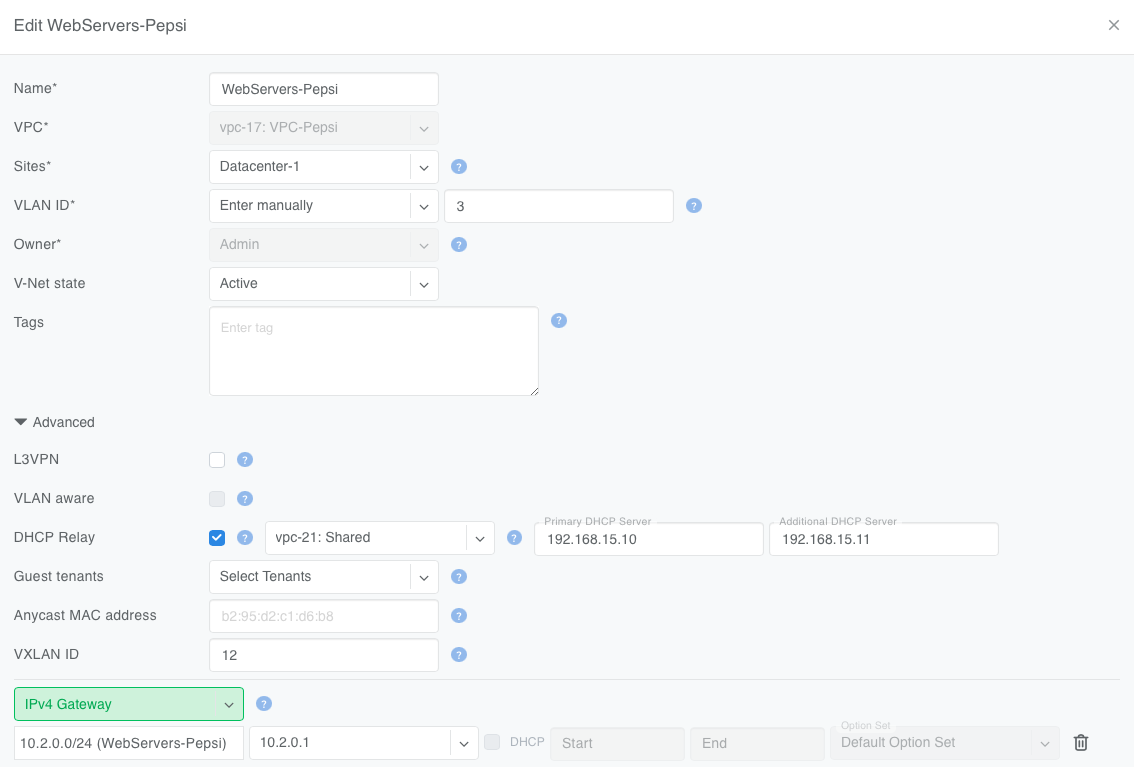 Edit WebServers-Pepsi ×
Name* WebServers-Pepsi
VPC* vpc-17: VPC-Pepsi
Sites* Datacenter-1 ?
VLAN ID* Enter manually 3 ?
Owner* Admin ?
V-Net state Active
Tags Enter tag ?
Advanced
L3VPN ?
VLAN aware ?
Primary DHCP Server Additional DHCP Server
DHCP Relay ? vpc-21: Shared ? 192.168.15.10 192.168.15.11
Guest tenants Select Tenants ?
Anycast MAC address b2:95:d2:c1:d6:b8 ?
VXLAN ID 12 ?
IPv4 Gateway ?
Option Set
10.2.0.0/24 (WebServers-Pepsi) 10.2.0.1 DHCP Start End Default Option Set